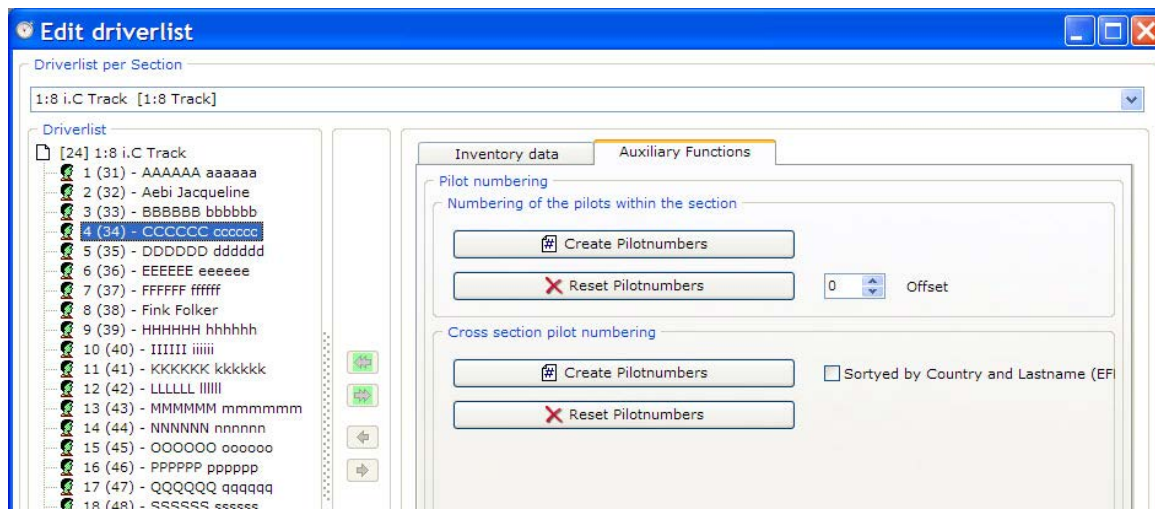 Edit driverlist
Driverlist per Section
1:8 i.C Track [1:8 Track]
Driverlist
[24] 1:8 i.C Track
1 (31) - AAAAAA aaaaaa
2 (32) - Aebi Jacqueline
3 (33) - BBBBBB bbbbbb
4 (34) - CCCCCC cccccc
5 (35) - DDDDDD dddddd
6 (36) - EEEEEE eeeeee
7 (37) - FFFFFF ffffff
8 (38) - Fink Folker
9 (39) - HHHHHH hhhhhh
10 (40) - IIIIII iiiiii
11 (41) - KKKKKK kkkkkk
12 (42) - LLLLLL llllll
13 (43) - MMMMMM mmmmmm
14 (44) - NNNNNN nnnnnn
15 (45) - OOOOOO oooooo
16 (46) - PPPPPP pppppp
17 (47) - QQQQQQ qqqqqq
18 (48) - SSSSSS ssssss
Inventory data
Auxiliary Functions
Pilot numbering
Numbering of the pilots within the section
Create Pilotnumbers
Reset Pilotnumbers
0 Offset
Cross section pilot numbering
Create Pilotnumbers
Sortyed by Country and Lastname (EF
Reset Pilotnumbers